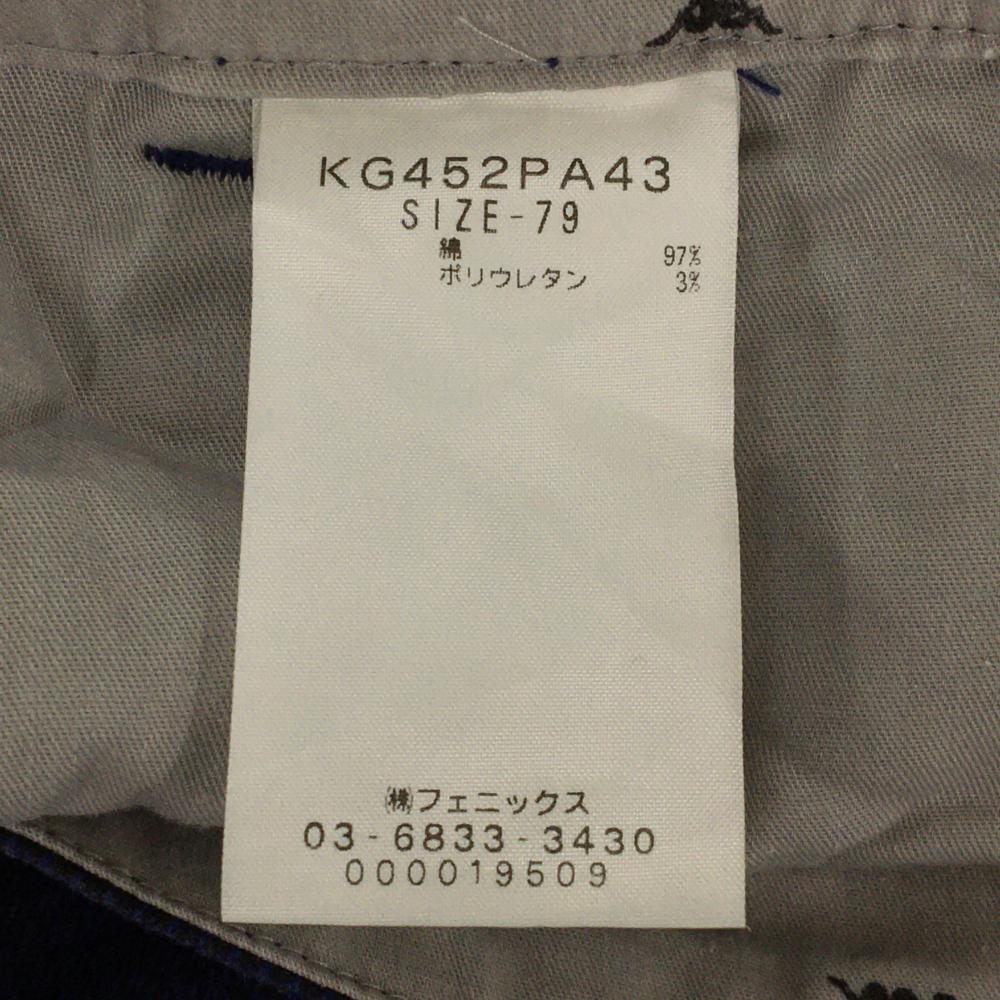 KG452PA43
SIZE-79
綿 97%
ポリウレタン 3%
㈱フェニックス
03-6833-3430
000019509